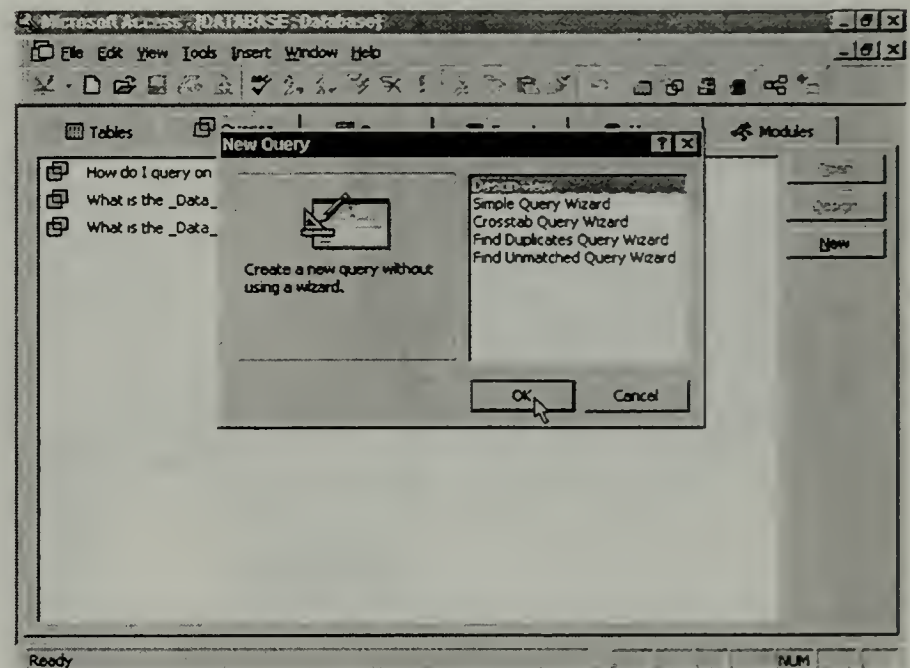 Microsoft Access - [DATABASE - Database]
File Edit View Tools Insert Window Help
Tables
Modules
New Query
How do I query on
What is the _Data_
What is the _Data_
Create a new query without
using a wizard.
Design View
Simple Query Wizard
Crosstab Query Wizard
Find Duplicates Query Wizard
Find Unmatched Query Wizard
OK
Cancel
Open
Design
New
Ready
NUM